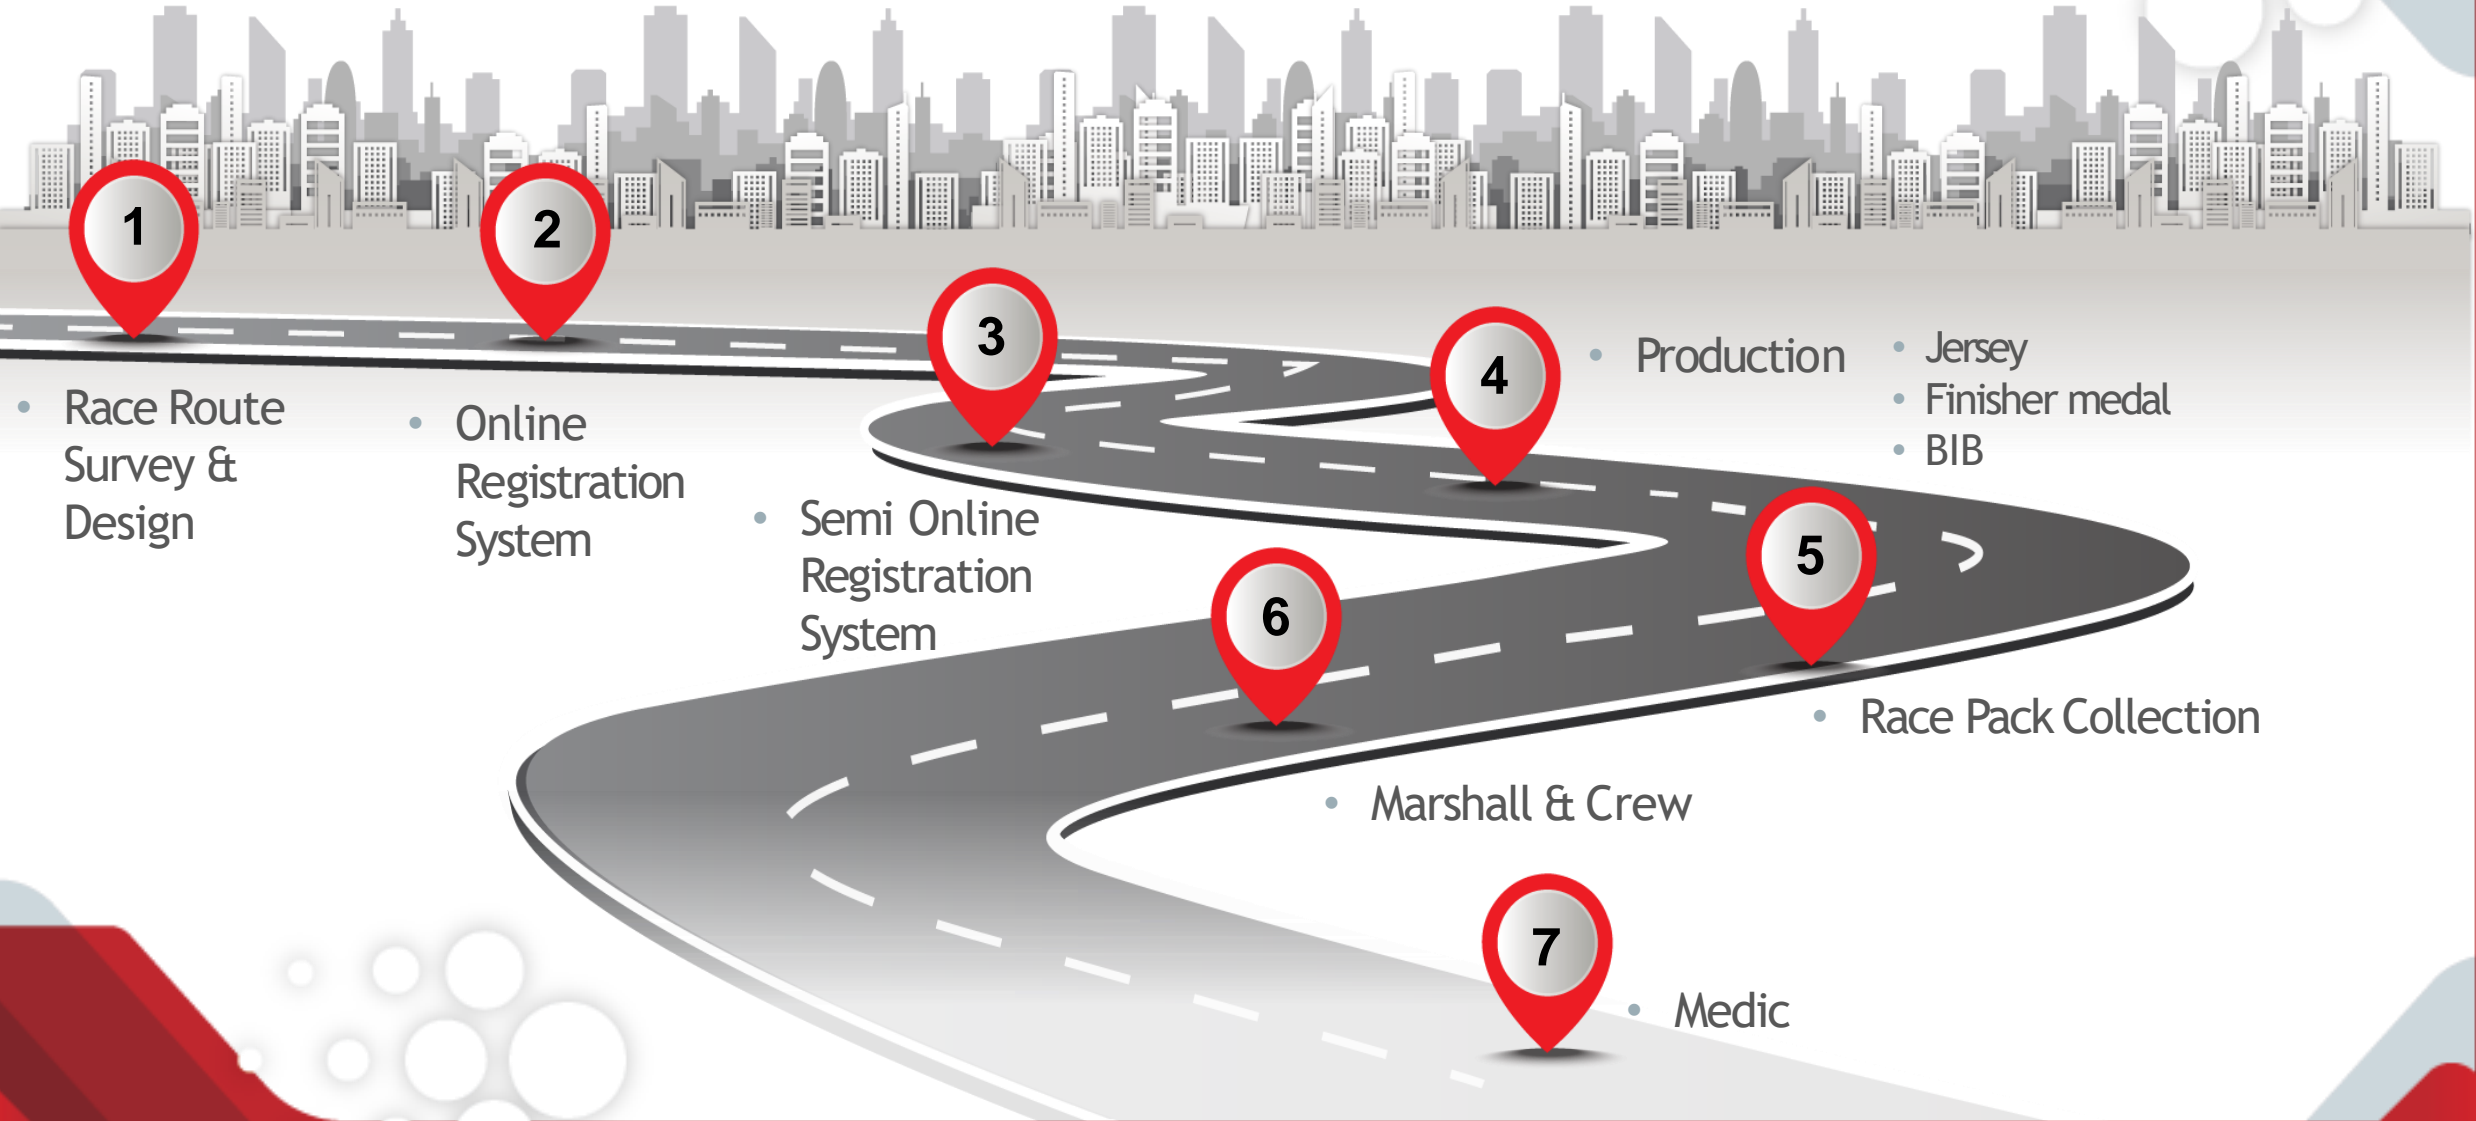 1
• Race Route
Survey &
Design
2
• Online
Registration
System
3
• Semi Online
Registration
System
4
• Production
• Jersey
• Finisher medal
• BIB
5
• Race Pack Collection
6
• Marshall & Crew
7
• Medic